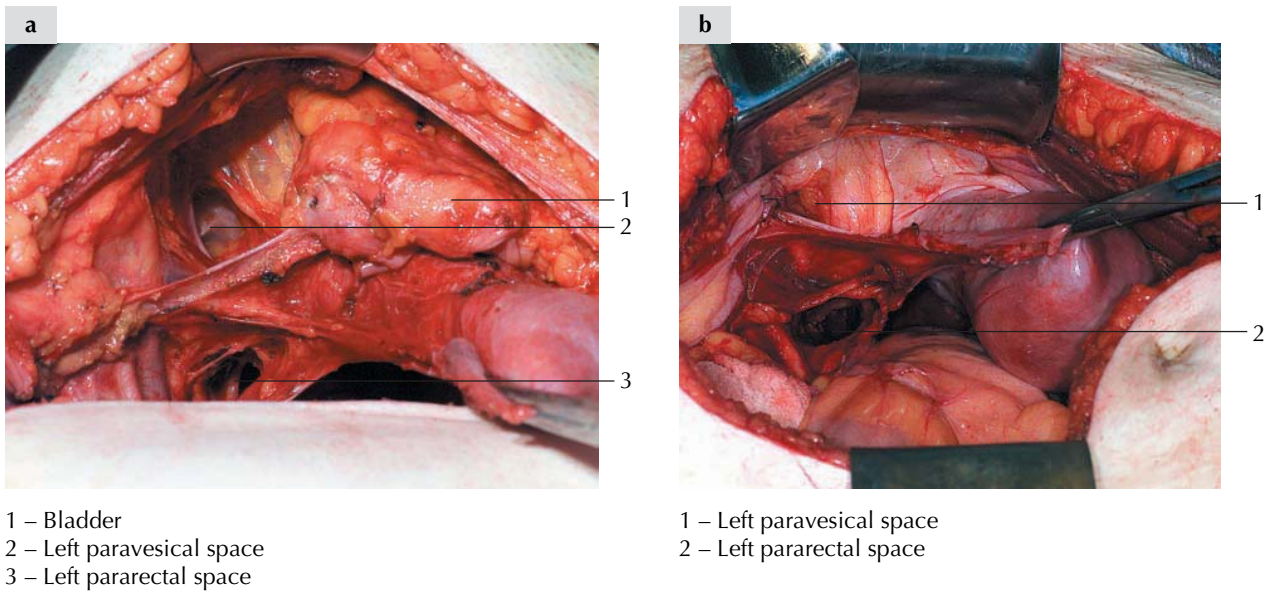 a
1
2
3
1 – Bladder
2 – Left paravesical space
3 – Left pararectal space
b
1
2
1 – Left paravesical space
2 – Left pararectal space